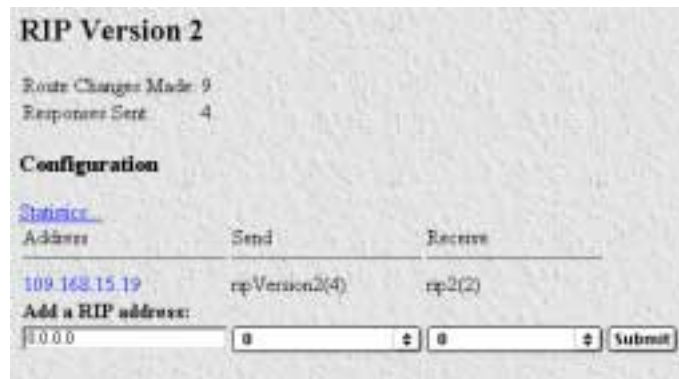 RIP Version 2
Route Changes Made: 9
Responses Sent: 4
Configuration
Statistics...
Address Send Receive
109.168.15.19 ripVersion2(4) rip2(2)
Add a RIP address:
0.0.0.0 0 0 Submit